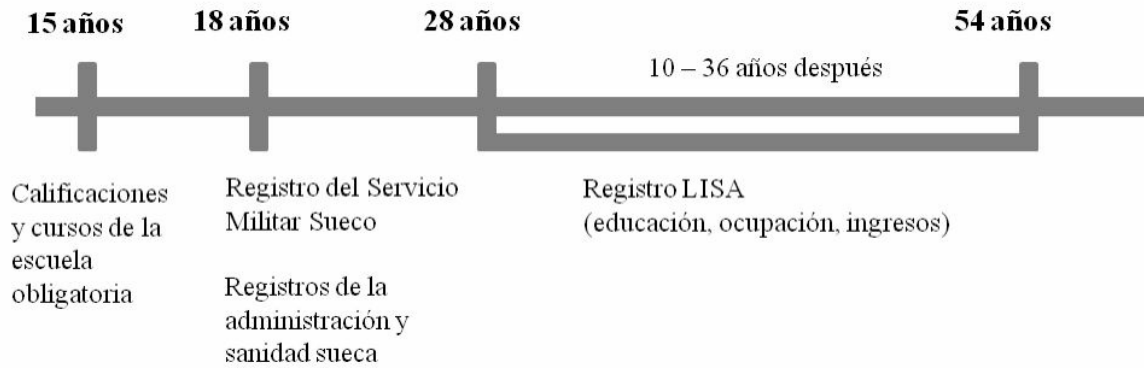 15 años
18 años
28 años
54 años
10 – 36 años después
Calificaciones
y cursos de la
escuela
obligatoria
Registro del Servicio
Militar Sueco
Registros de la
administración y
sanidad sueca
Registro LISA
(educación, ocupación, ingresos)